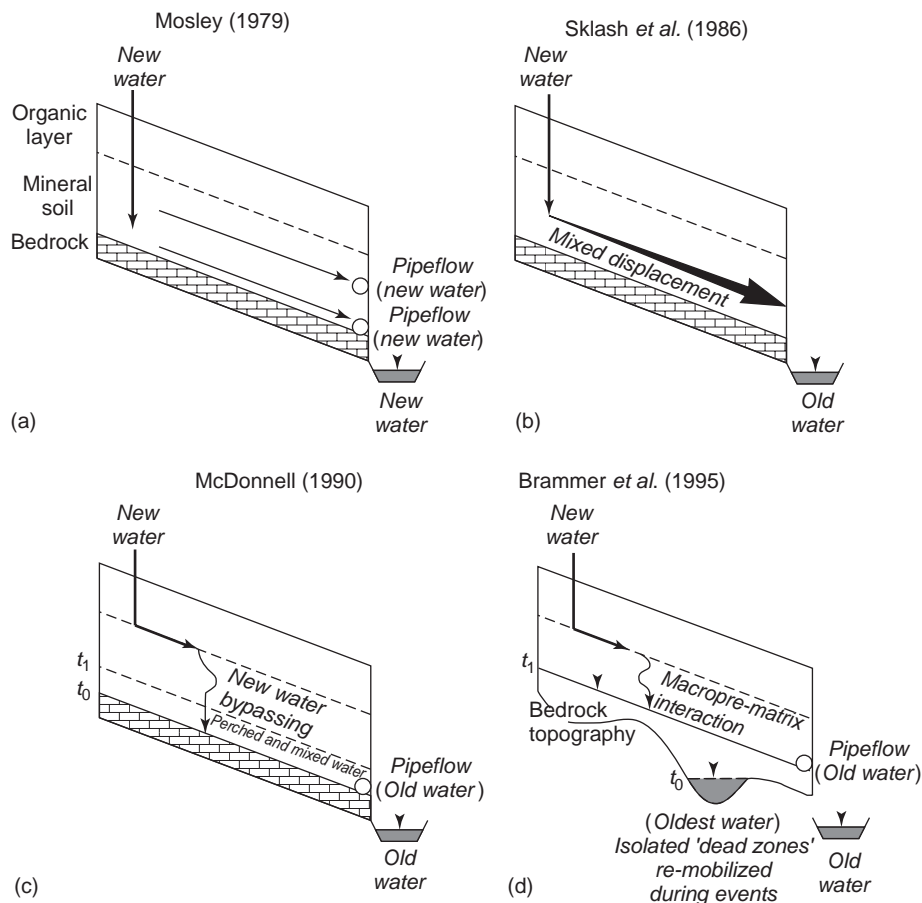 Mosley (1979)
New
water
Organic
layer
Mineral
soil
Bedrock
Pipeflow
(new water)
Pipeflow
(new water)
New
water
(a)
Sklash et al. (1986)
New
water
Mixed displacement
Old
water
(b)
McDonnell (1990)
New
water
t1
t0
New water
bypassing
Perched and mixed water
Pipeflow
(Old water)
Old
water
(c)
Brammer et al. (1995)
New
water
t1
Macropre-matrix
interaction
Bedrock
topography
Pipeflow
(Old water)
t0
(Oldest water)
Isolated 'dead zones'
re-mobilized
during events
Old
water
(d)